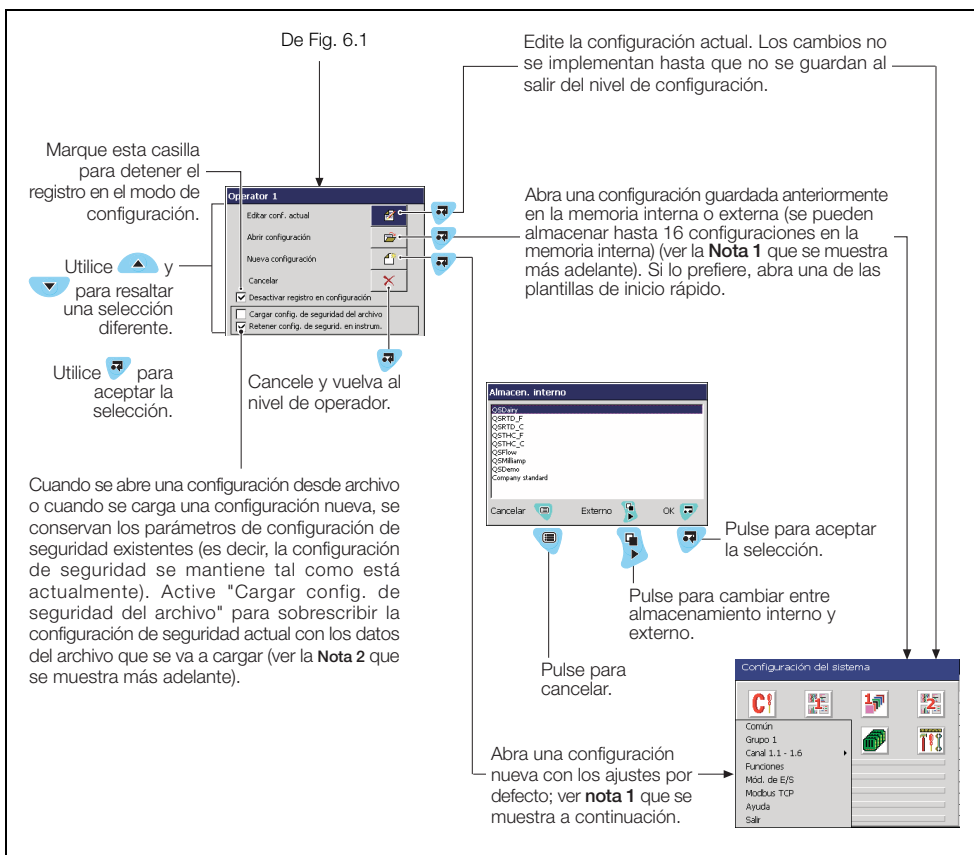 De Fig. 6.1
Edite la configuración actual. Los cambios no
se implementan hasta que no se guardan al
salir del nivel de configuración.
Marque esta casilla
para detener el
registro en el modo de
configuración.
Operator 1
Editar conf. actual
Abrir configuración
Nueva configuración
Cancelar
Desactivar registro en configuración
Cargar config. de seguridad del archivo
Retener config. de segurid. en instrum.
Abra una configuración guardada anteriormente
en la memoria interna o externa (se pueden
almacenar hasta 16 configuraciones en la
memoria interna) (ver la Nota 1 que se muestra
más adelante). Si lo prefiere, abra una de las
plantillas de inicio rápido.
Utilice y
para resaltar
una selección
diferente.
Utilice para
aceptar la
selección.
Cancele y vuelva al
nivel de operador.
Almacen. interno
QSDairy
QSRTD_F
QSRTD_C
QSTHC_F
QSTHC_C
QSFlow
QSMilliamp
QSDemo
Company standard
Cancelar
Externo
OK
Pulse para aceptar
la selección.
Pulse para cambiar entre
almacenamiento interno y
externo.
Pulse para
cancelar.
Cuando se abre una configuración desde archivo
o cuando se carga una configuración nueva, se
conservan los parámetros de configuración de
seguridad existentes (es decir, la configuración
de seguridad se mantiene tal como está
actualmente). Active "Cargar config. de
seguridad del archivo" para sobrescribir la
configuración de seguridad actual con los datos
del archivo que se va a cargar (ver la Nota 2 que
se muestra más adelante).
Configuración del sistema
C
1
1
2
Común
Grupo 1
Canal 1.1 - 1.6
Funciones
Mód. de E/S
Modbus TCP
Ayuda
Salir
Abra una configuración
nueva con los ajustes por
defecto; ver nota 1 que se
muestra a continuación.